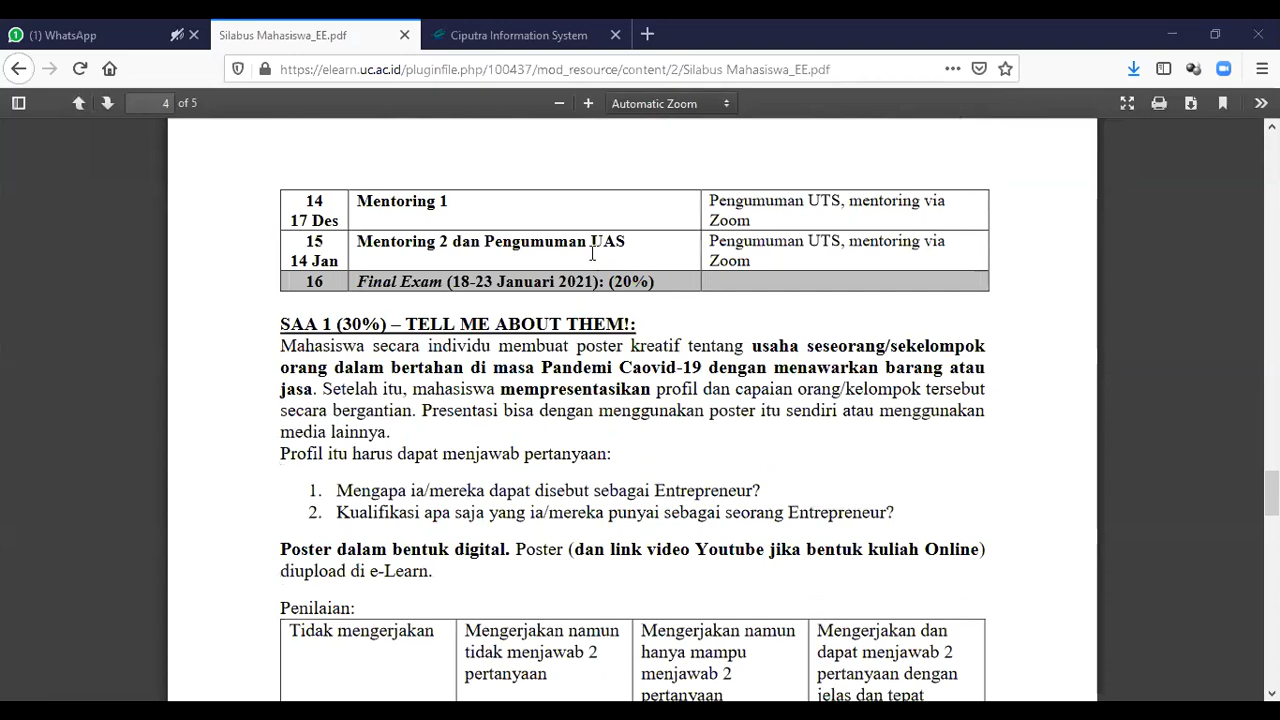 (1) WhatsApp
Silabus Mahasiswa_EE.pdf
Ciputra Information System
https://elearn.uc.ac.id/pluginfile.php/100437/mod_resource/content/2/Silabus Mahasiswa_EE.pdf
4 of 5
Automatic Zoom
14 Mentoring 1 Pengumuman UTS, mentoring via
17 Des Zoom
15 Mentoring 2 dan Pengumuman UAS Pengumuman UTS, mentoring via
14 Jan Zoom
16 Final Exam (18-23 Januari 2021): (20%)
SAA 1 (30%) – TELL ME ABOUT THEM!:
Mahasiswa secara individu membuat poster kreatif tentang usaha seseorang/sekelompok
orang dalam bertahan di masa Pandemi Caovid-19 dengan menawarkan barang atau
jasa. Setelah itu, mahasiswa mempresentasikan profil dan capaian orang/kelompok tersebut
secara bergantian. Presentasi bisa dengan menggunakan poster itu sendiri atau menggunakan
media lainnya.
Profil itu harus dapat menjawab pertanyaan:
1. Mengapa ia/mereka dapat disebut sebagai Entrepreneur?
2. Kualifikasi apa saja yang ia/mereka punyai sebagai seorang Entrepreneur?
Poster dalam bentuk digital. Poster (dan link video Youtube jika bentuk kuliah Online)
diupload di e-Learn.
Penilaian:
Tidak mengerjakan Mengerjakan namun Mengerjakan namun Mengerjakan dan
tidak menjawab 2 hanya mampu dapat menjawab 2
pertanyaan menjawab 2 pertanyaan dengan
pertanyaan jelas dan tepat